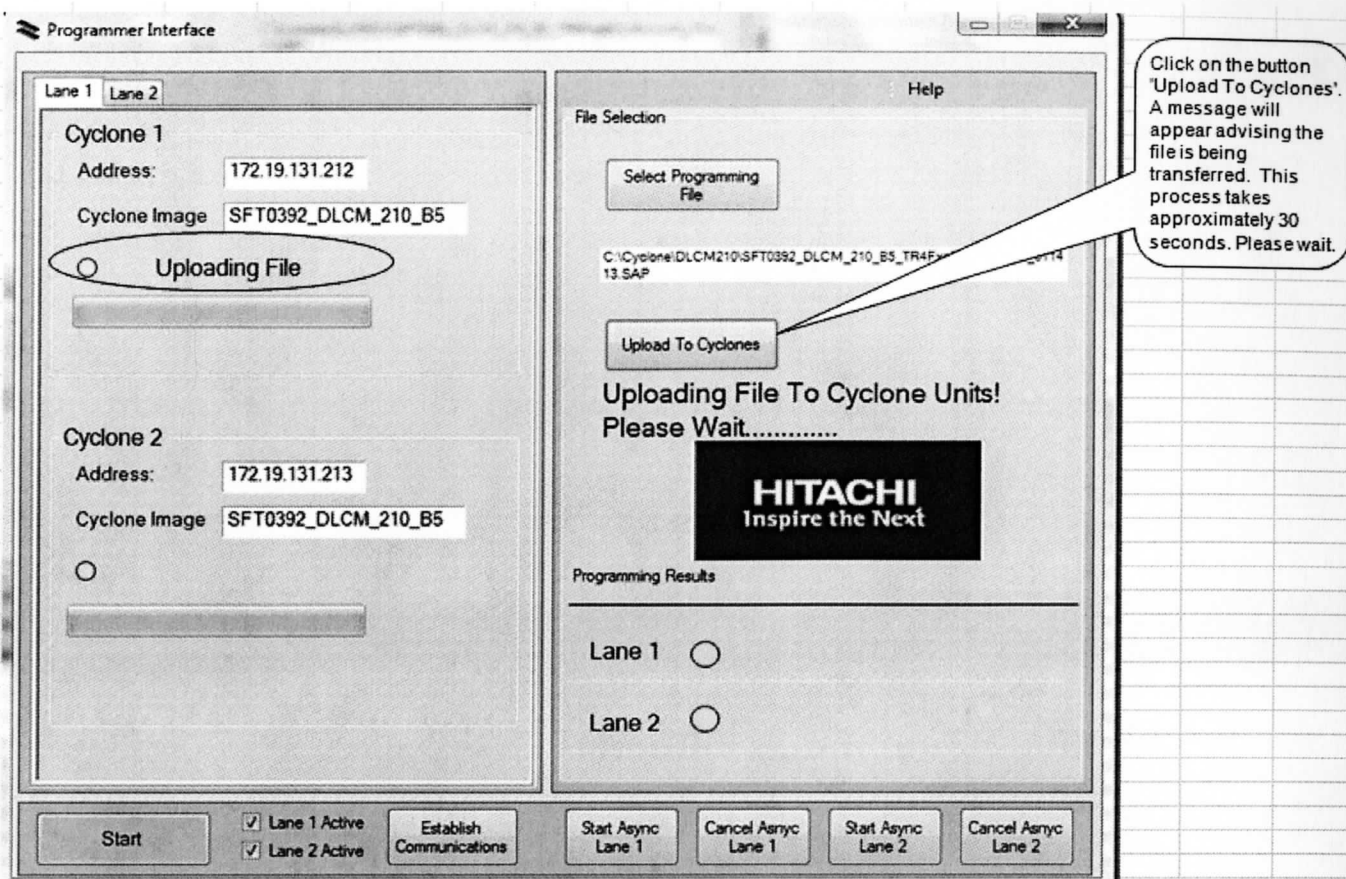 Programmer Interface
Lane 1 Lane 2
Cyclone 1
Address: 172.19.131.212
Cyclone Image SFT0392_DLCM_210_B5
Uploading File
Cyclone 2
Address: 172.19.131.213
Cyclone Image SFT0392_DLCM_210_B5
Help
File Selection
Select Programming
File
C:\Cyclone\DLCM210\SFT0392_DLCM_210_B5_TR4
13.SAP
Upload To Cyclones
Uploading File To Cyclone Units!
Please Wait.............
HITACHI
Inspire the Next
Programming Results
Lane 1
Lane 2
Start
Lane 1 Active
Lane 2 Active
Establish
Communications
Start Async
Lane 1
Cancel Asnyc
Lane 1
Start Async
Lane 2
Cancel Asnyc
Lane 2
Click on the button
'Upload To Cyclones'.
A message will
appear advising the
file is being
transferred. This
process takes
approximately 30
seconds. Please wait.